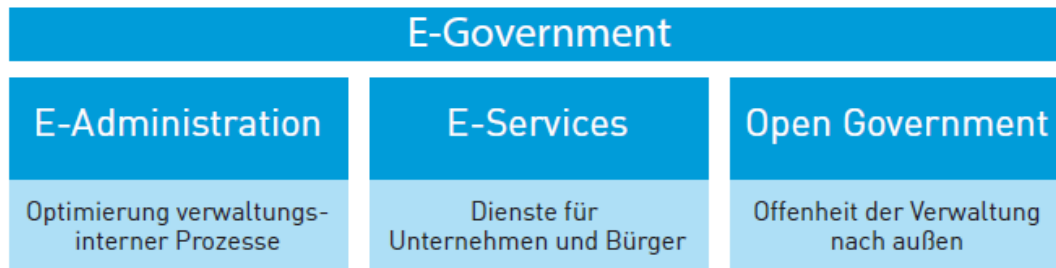 E-Government
E-Administration
Optimierung verwaltungs-
interner Prozesse
E-Services
Dienste für
Unternehmen und Bürger
Open Government
Offenheit der Verwaltung
nach außen